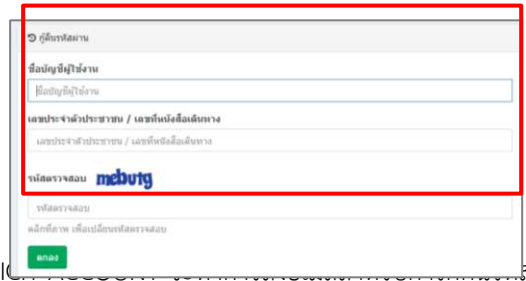 กู้คืนรหัสผ่าน
ชื่อบัญชีผู้ใช้งาน
ชื่อบัญชีผู้ใช้งาน
เลขประจำตัวประชาชน / เลขที่หนังสือเดินทาง
เลขประจำตัวประชาชน / เลขที่หนังสือเดินทาง
รหัสตรวจสอบ mebutg
รหัสตรวจสอบ
คลิกที่ภาพ เพื่อเปลี่ยนรหัสตรวจสอบ
ตกลง